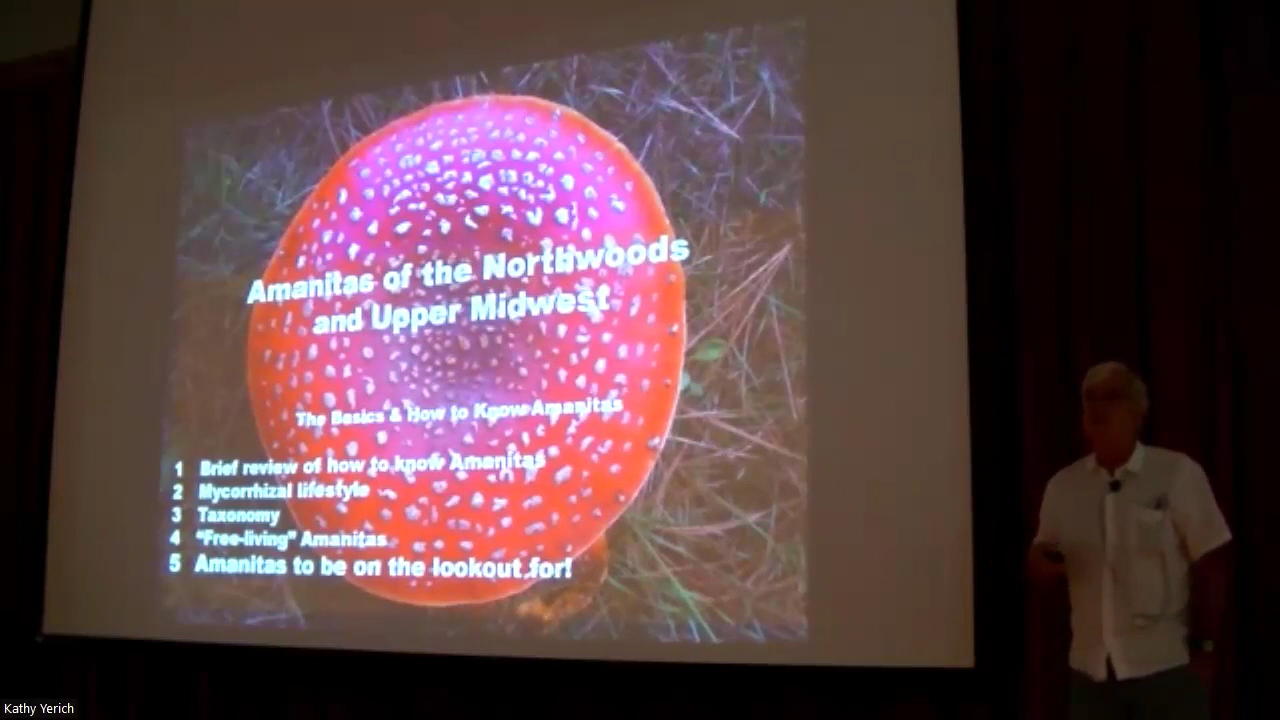 Amanitas of the Northwoods
and Upper Midwest
The Basics & How to Know Amanitas
1 Brief review of how to know Amanitas
2 Mycorrhizal lifestyle
3 Taxonomy
4 "Free-living" Amanitas
5 Amanitas to be on the lookout for!
Kathy Yerich